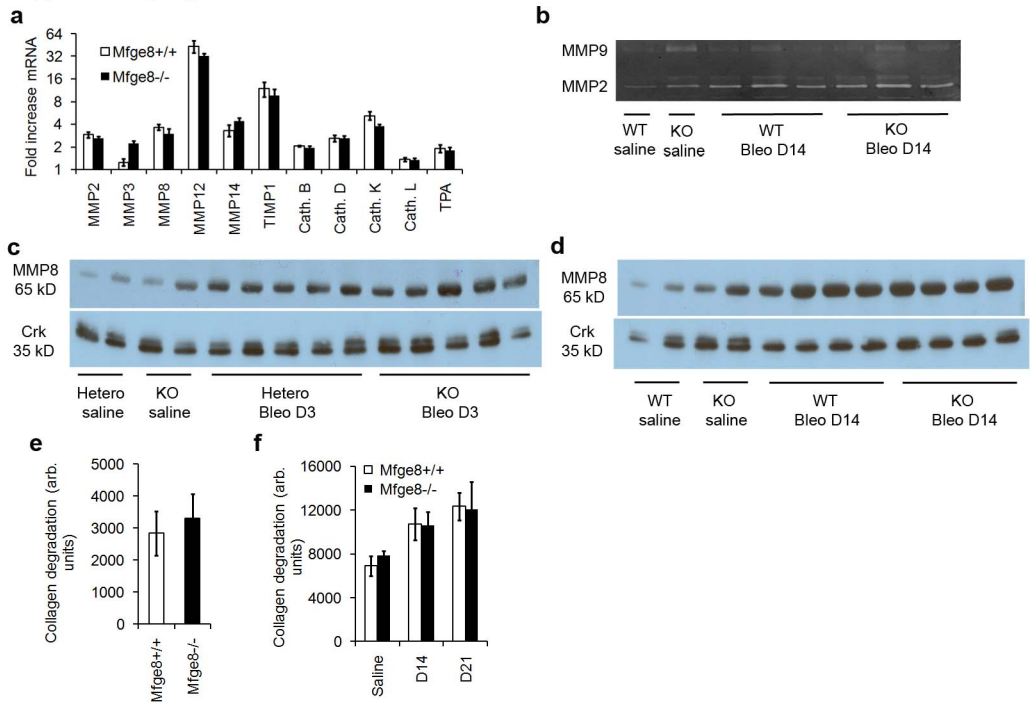 a
Fold increase mRNA
64
32
16
8
4
2
1
Mfge8+/+
Mfge8-/-
MMP2
MMP3
MMP8
MMP12
MMP14
TIMP1
Cath. B
Cath. D
Cath. K
Cath. L
TPA
b
MMP9
MMP2
WT
saline
KO
saline
WT
Bleo D14
KO
Bleo D14
c
MMP8
65 kD
Crk
35 kD
Hetero
saline
KO
saline
Hetero
Bleo D3
KO
Bleo D3
d
MMP8
65 kD
Crk
35 kD
WT
saline
KO
saline
WT
Bleo D14
KO
Bleo D14
e
Collagen degradation (arb.
units)
5000
4000
3000
2000
1000
0
Mfge8+/+
Mfge8-/-
f
Collagen degradation (arb.
units)
16000
12000
8000
4000
0
Mfge8+/+
Mfge8-/-
Saline
D14
D21